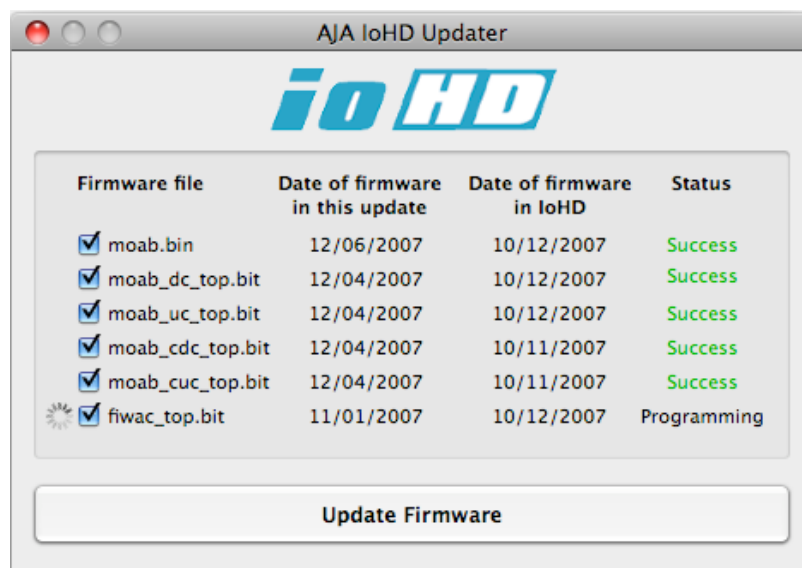 AJA IoHD Updater
io HD
Firmware file Date of firmware Date of firmware Status
in this update in IoHD
moab.bin 12/06/2007 10/12/2007 Success
moab_dc_top.bit 12/04/2007 10/12/2007 Success
moab_uc_top.bit 12/04/2007 10/12/2007 Success
moab_cdc_top.bit 12/04/2007 10/11/2007 Success
moab_cuc_top.bit 12/04/2007 10/11/2007 Success
fiwac_top.bit 11/01/2007 10/12/2007 Programming
Update Firmware